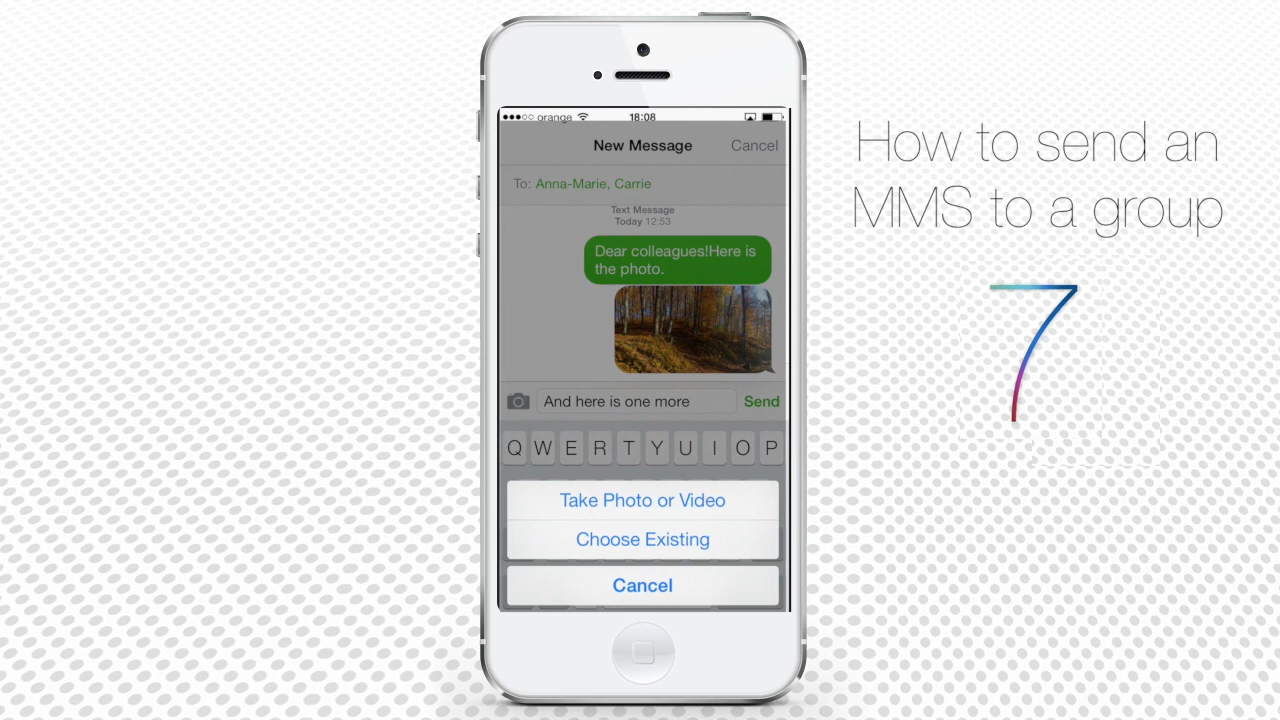 orange 18:08
New Message Cancel
To: Anna-Marie, Carrie
Text Message
Today 12:53
Dear colleagues!Here is
the photo.
And here is one more Send
Q W E R T Y U I O P
Take Photo or Video
Choose Existing
Cancel
How to send an
MMS to a group
7